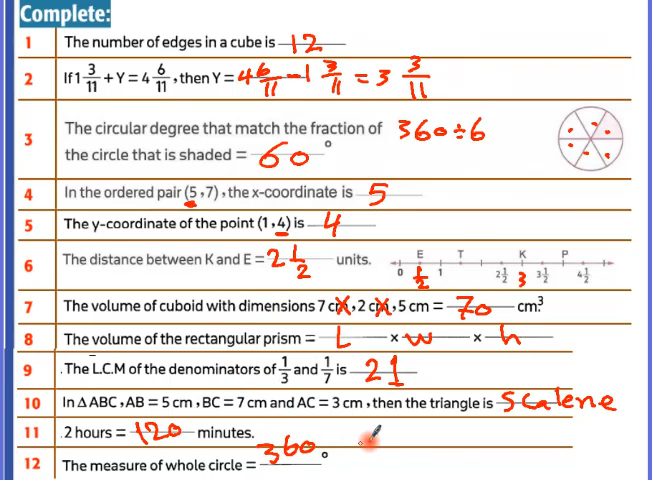 Complete:
1 The number of edges in a cube is 12
2 If 1 3/11 + Y = 4 6/11 , then Y = 4 6/11 - 1 3/11 = 3 3/11
3 The circular degree that match the fraction of 360÷6
the circle that is shaded = 60 °
4 In the ordered pair (5 , 7) , the x-coordinate is 5
5 The y-coordinate of the point (1 , 4) is 4
6 The distance between K and E = 2 1/2 units.
E T K P
0 1/2 1 2 1/2 3 3 1/2 4 1/2
7 The volume of cuboid with dimensions 7 cm X , 2 cm X , 5 cm = 70 cm³
8 The volume of the rectangular prism = L × w × h
9 .The L.C.M of the denominators of 1/3 and 1/7 is 21
10 In Δ ABC , AB = 5 cm , BC = 7 cm and AC = 3 cm , then the triangle is Scalene
11 .2 hours = 120 minutes.
12 The measure of whole circle = 360 °